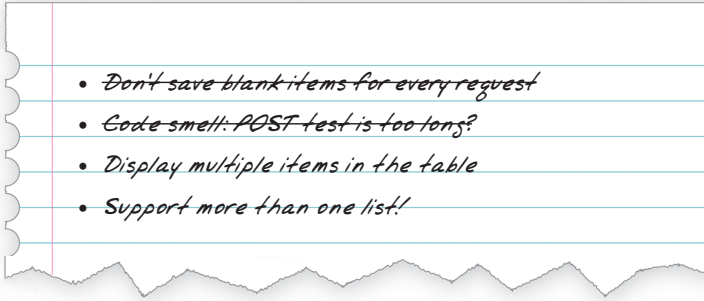 • Don't save blank items for every request
• Code smell: POST test is too long?
• Display multiple items in the table
• Support more than one list!